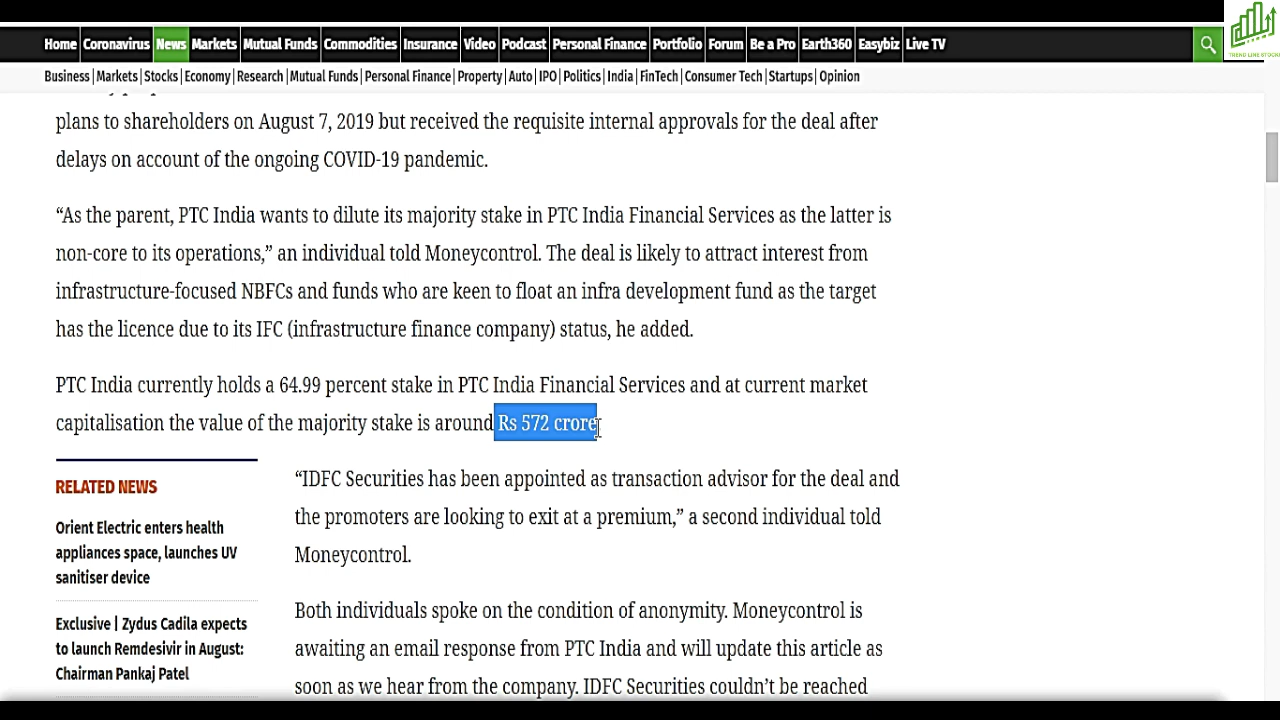 Home Coronavirus News Markets Mutual Funds Commodities Insurance Video Podcast Personal Finance Portfolio Forum Be a Pro Earth360 Easybiz Live TV
Business | Markets | Stocks | Economy | Research | Mutual Funds | Personal Finance | Property | Auto | IPO | Politics | India | FinTech | Consumer Tech | Startups | Opinion
TREND LINE STOCKS
plans to shareholders on August 7, 2019 but received the requisite internal approvals for the deal after
delays on account of the ongoing COVID-19 pandemic.
“As the parent, PTC India wants to dilute its majority stake in PTC India Financial Services as the latter is
non-core to its operations,” an individual told Moneycontrol. The deal is likely to attract interest from
infrastructure-focused NBFCs and funds who are keen to float an infra development fund as the target
has the licence due to its IFC (infrastructure finance company) status, he added.
PTC India currently holds a 64.99 percent stake in PTC India Financial Services and at current market
capitalisation the value of the majority stake is around Rs 572 crore
RELATED NEWS
Orient Electric enters health
appliances space, launches UV
sanitiser device
Exclusive | Zydus Cadila expects
to launch Remdesivir in August:
Chairman Pankaj Patel
“IDFC Securities has been appointed as transaction advisor for the deal and
the promoters are looking to exit at a premium,” a second individual told
Moneycontrol.
Both individuals spoke on the condition of anonymity. Moneycontrol is
awaiting an email response from PTC India and will update this article as
soon as we hear from the company. IDFC Securities couldn’t be reached